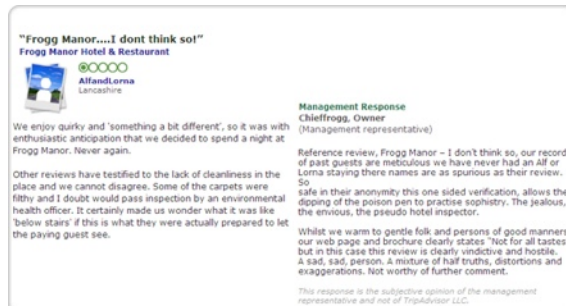 “Frogg Manor....I dont think so!”
Frogg Manor Hotel & Restaurant
AlfandLorna
Lancashire
We enjoy quirky and 'something a bit different', so it was with
enthusiastic anticipation that we decided to spend a night at
Frogg Manor. Never again.
Other reviews have testified to the lack of cleanliness in the
place and we cannot disagree. Some of the carpets were
filthy and I doubt would pass inspection by an environmental
health officer. It certainly made us wonder what it was like
'below stairs' if this is what they were actually prepared to let
the paying guest see.
Management Response
Chieffrogg, Owner
(Management representative)
Reference review, Frogg Manor – I don't think so, our record
of past guests are meticulous we have never had an Alf or
Lorna staying there names are as spurious as their review.
So
safe in their anonymity this one sided verification, allows the
dipping of the poison pen to practise sophistry. The jealous,
the envious, the pseudo hotel inspector.
Whilst we warm to gentle folk and persons of good manners
our web page and brochure clearly states "Not for all tastes
but in this case this review is clearly vindictive and hostile.
A sad, sad, person. A mixture of half truths, distortions and
exaggerations. Not worthy of further comment.
This response is the subjective opinion of the management
representative and not of TripAdvisor LLC.